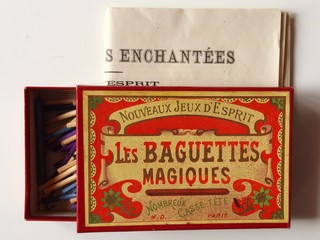 S ENCHANTÉES
ESPRIT
NOUVEAUX JEUX D'ESPRIT
LES BAGUETTES
MAGIQUES
NOMBREUX CASSE-TÊTE
N.D. PARIS